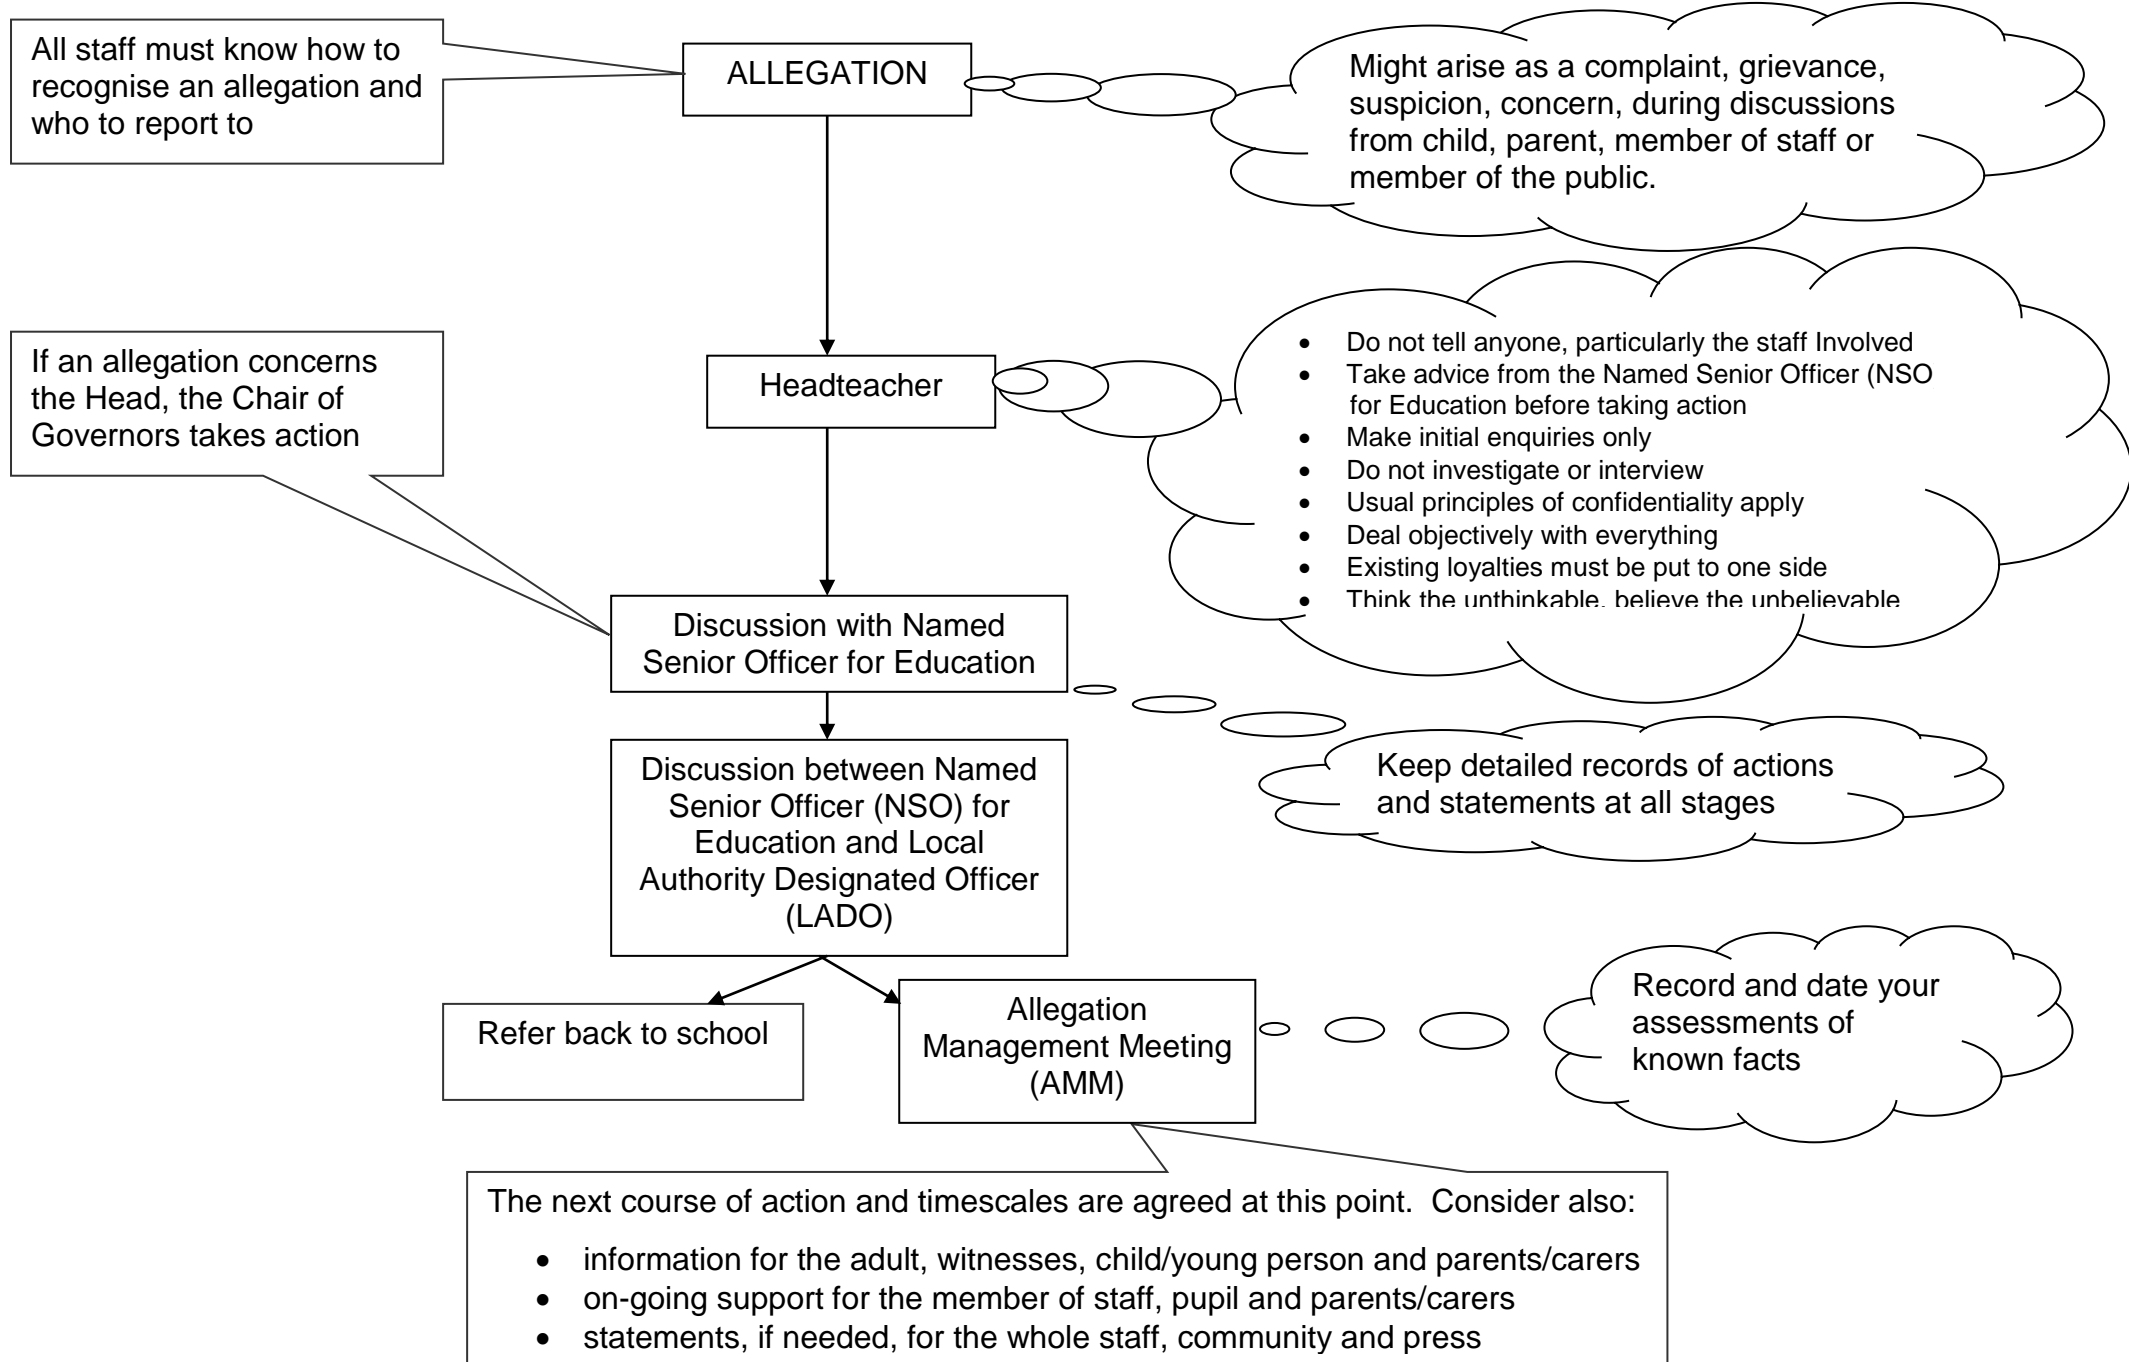 All staff must know how to
recognise an allegation and
who to report to
ALLEGATION
Might arise as a complaint, grievance,
suspicion, concern, during discussions
from child, parent, member of staff or
member of the public.
If an allegation concerns
the Head, the Chair of
Governors takes action
Headteacher
• Do not tell anyone, particularly the staff Involved
• Take advice from the Named Senior Officer (NSO
for Education before taking action
• Make initial enquiries only
• Do not investigate or interview
• Usual principles of confidentiality apply
• Deal objectively with everything
• Existing loyalties must be put to one side
• Think the unthinkable, believe the unbelievable
Discussion with Named
Senior Officer for Education
Keep detailed records of actions
and statements at all stages
Discussion between Named
Senior Officer (NSO) for
Education and Local
Authority Designated Officer
(LADO)
Refer back to school
Allegation
Management Meeting
(AMM)
Record and date your
assessments of
known facts
The next course of action and timescales are agreed at this point.  Consider also:
• information for the adult, witnesses, child/young person and parents/carers
• on-going support for the member of staff, pupil and parents/carers
• statements, if needed, for the whole staff, community and press